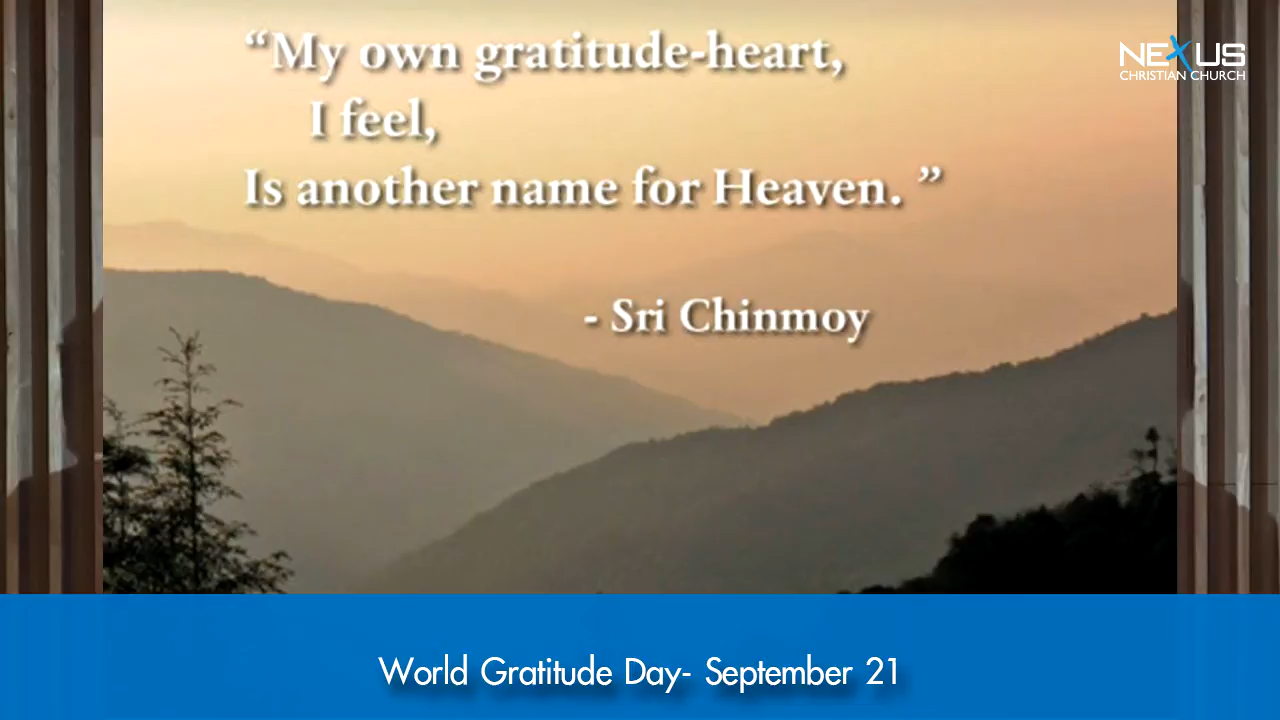 “My own gratitude-heart,
I feel,
Is another name for Heaven. ”
- Sri Chinmoy
NEXUS
CHRISTIAN CHURCH
World Gratitude Day- September 21